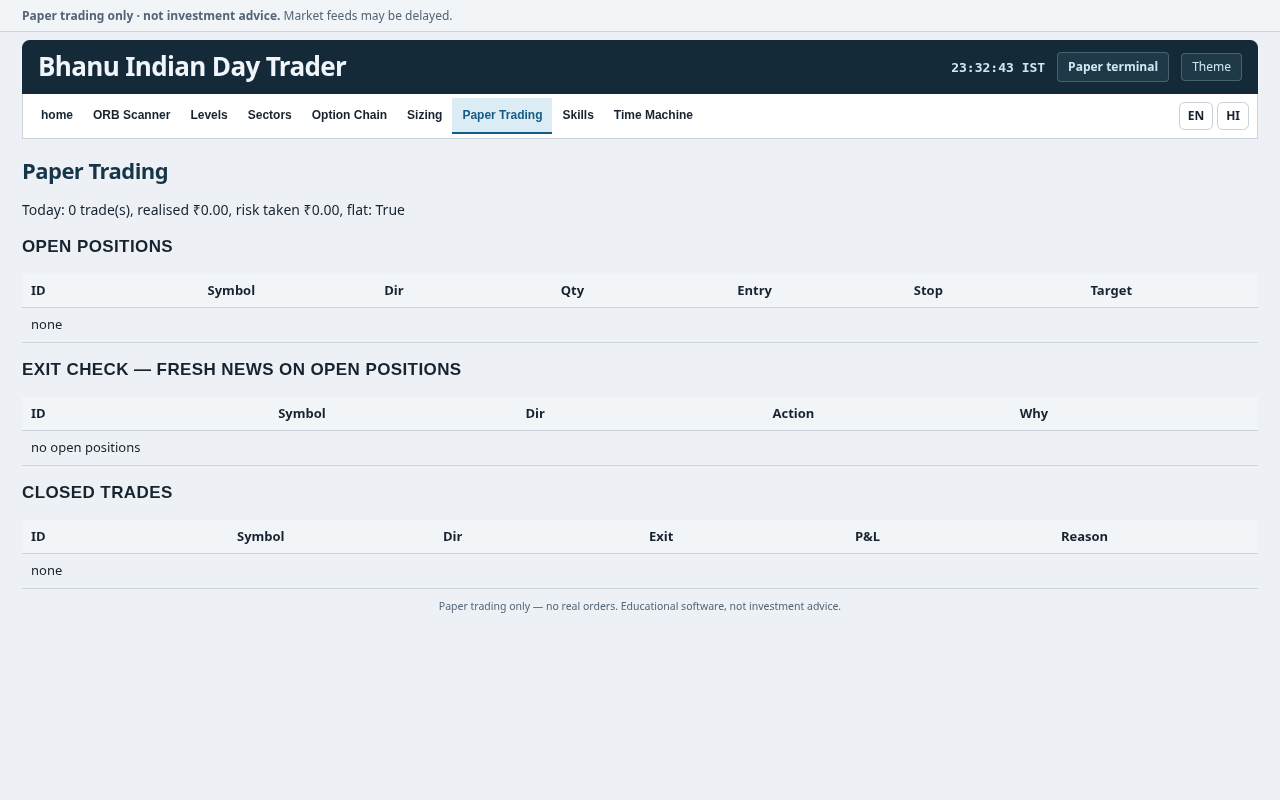 Paper trading only · not investment advice. Market feeds may be delayed.
Bhanu Indian Day Trader
23:32:43 IST
Paper terminal
Theme
home ORB Scanner Levels Sectors Option Chain Sizing Paper Trading Skills Time Machine
EN HI
Paper Trading
Today: 0 trade(s), realised ₹0.00, risk taken ₹0.00, flat: True
OPEN POSITIONS
ID Symbol Dir Qty Entry Stop Target
none
EXIT CHECK — FRESH NEWS ON OPEN POSITIONS
ID Symbol Dir Action Why
no open positions
CLOSED TRADES
ID Symbol Dir Exit P&L Reason
none
Paper trading only — no real orders. Educational software, not investment advice.